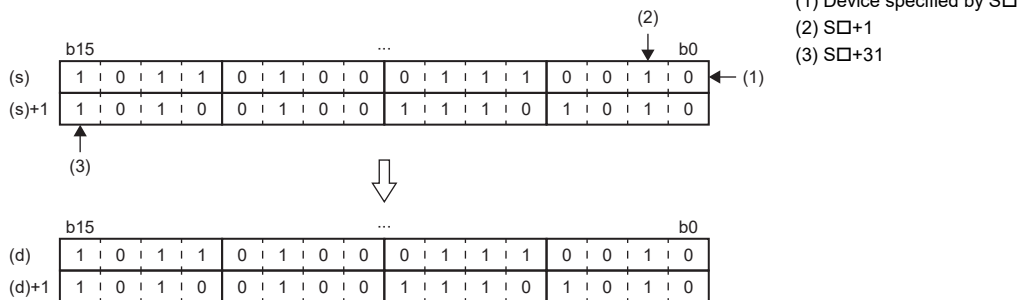 (1) Device specified by S□
(2) S□+1
(3) S□+31
(2)
b15 ... b0
(s) 1 0 1 1 0 1 0 0 0 1 1 1 0 0 1 0 (1)
(s)+1 1 0 1 0 0 1 0 0 1 1 1 0 1 0 1 0
(3)
b15 ... b0
(d) 1 0 1 1 0 1 0 0 0 1 1 1 0 0 1 0
(d)+1 1 0 1 0 0 1 0 0 1 1 1 0 1 0 1 0